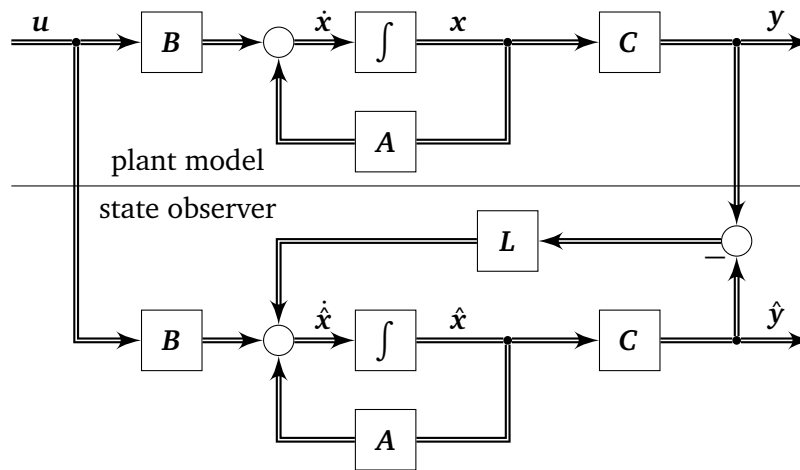 u B ẋ ∫ x C y
A
plant model
state observer
L
−
B x̂̇ ∫ x̂ C ŷ
A